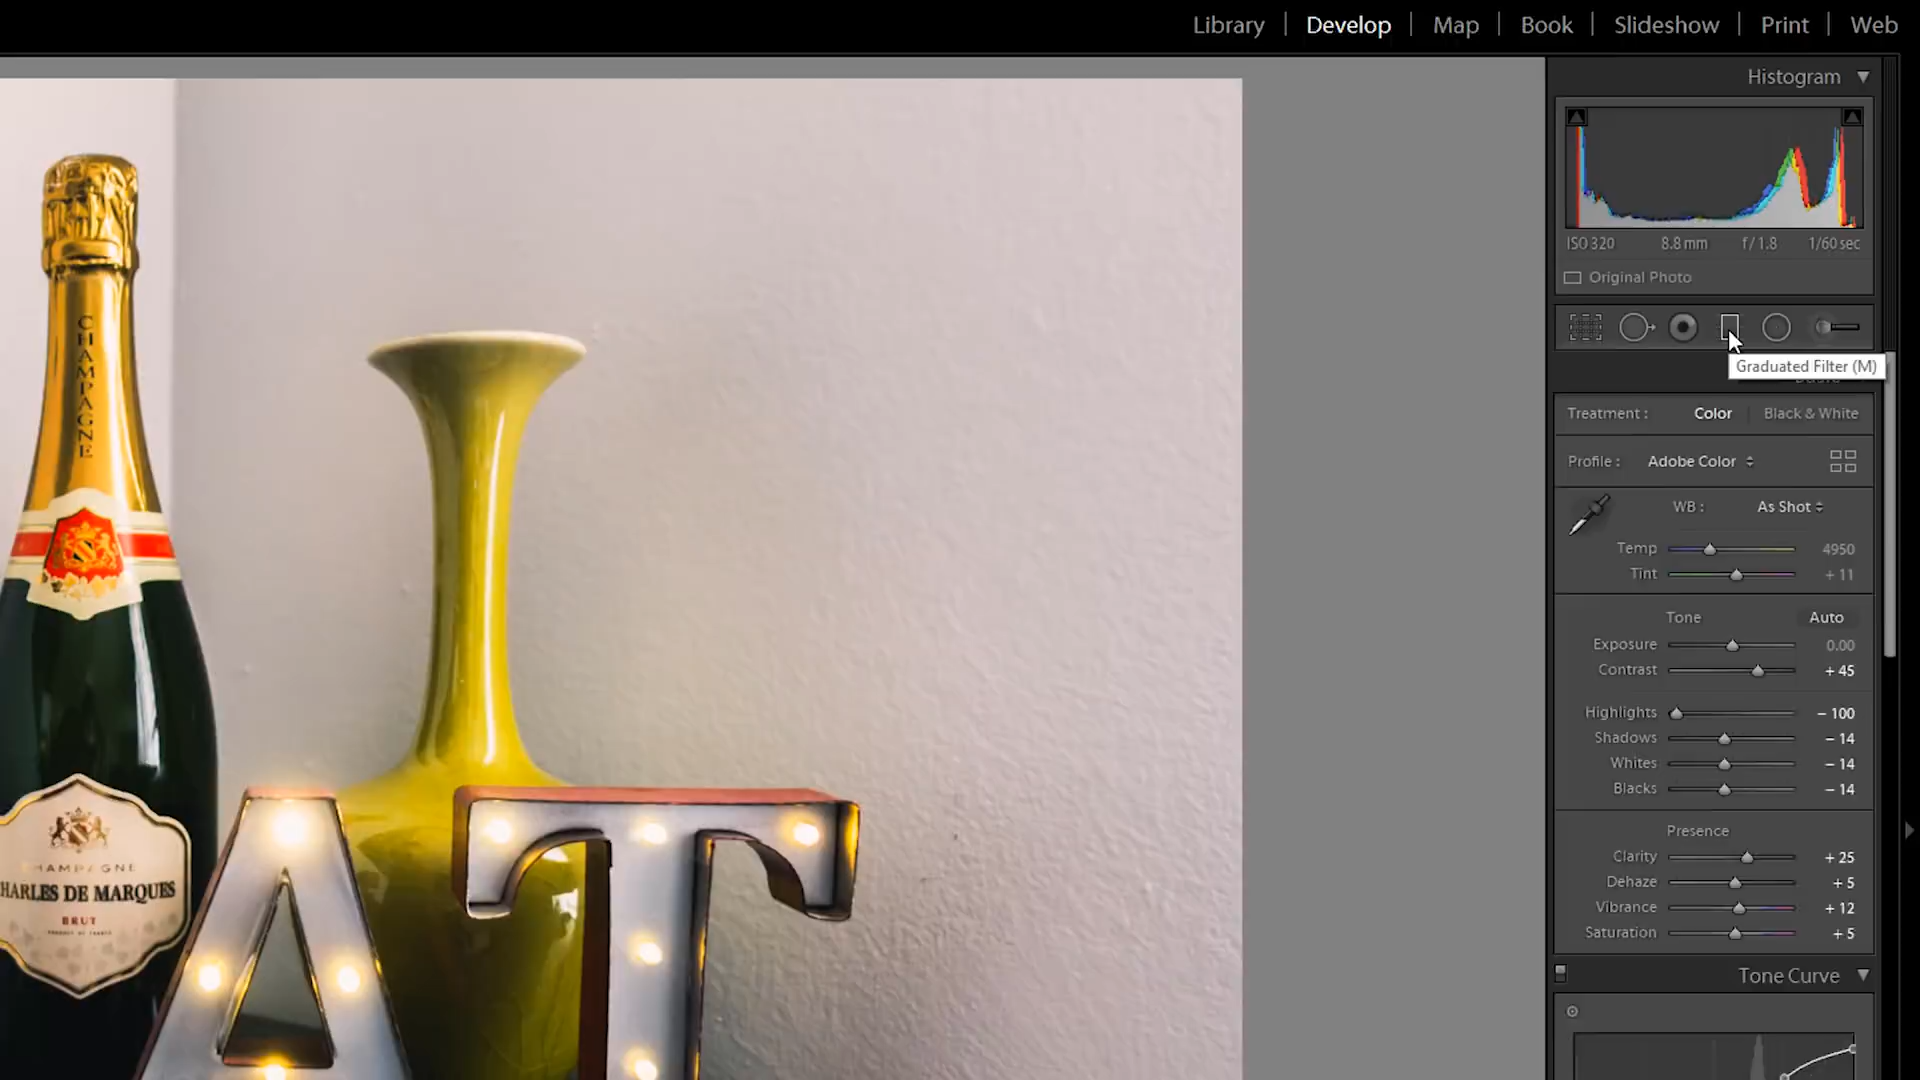 Library | Develop | Map | Book | Slideshow | Print | Web
Histogram
ISO 320 8.8 mm f / 1.8 1/60 sec
Original Photo
Graduated Filter (M)
Treatment : Color Black & White
Profile : Adobe Color
WB : As Shot
Temp 4950
Tint + 11
Tone Auto
Exposure 0.00
Contrast + 45
Highlights − 100
Shadows − 14
Whites − 14
Blacks − 14
Presence
Clarity + 25
Dehaze + 5
Vibrance + 12
Saturation + 5
Tone Curve
CHAMPAGNE
CHAMPAGNE
CHARLES DE MARQUES
BRUT
AT